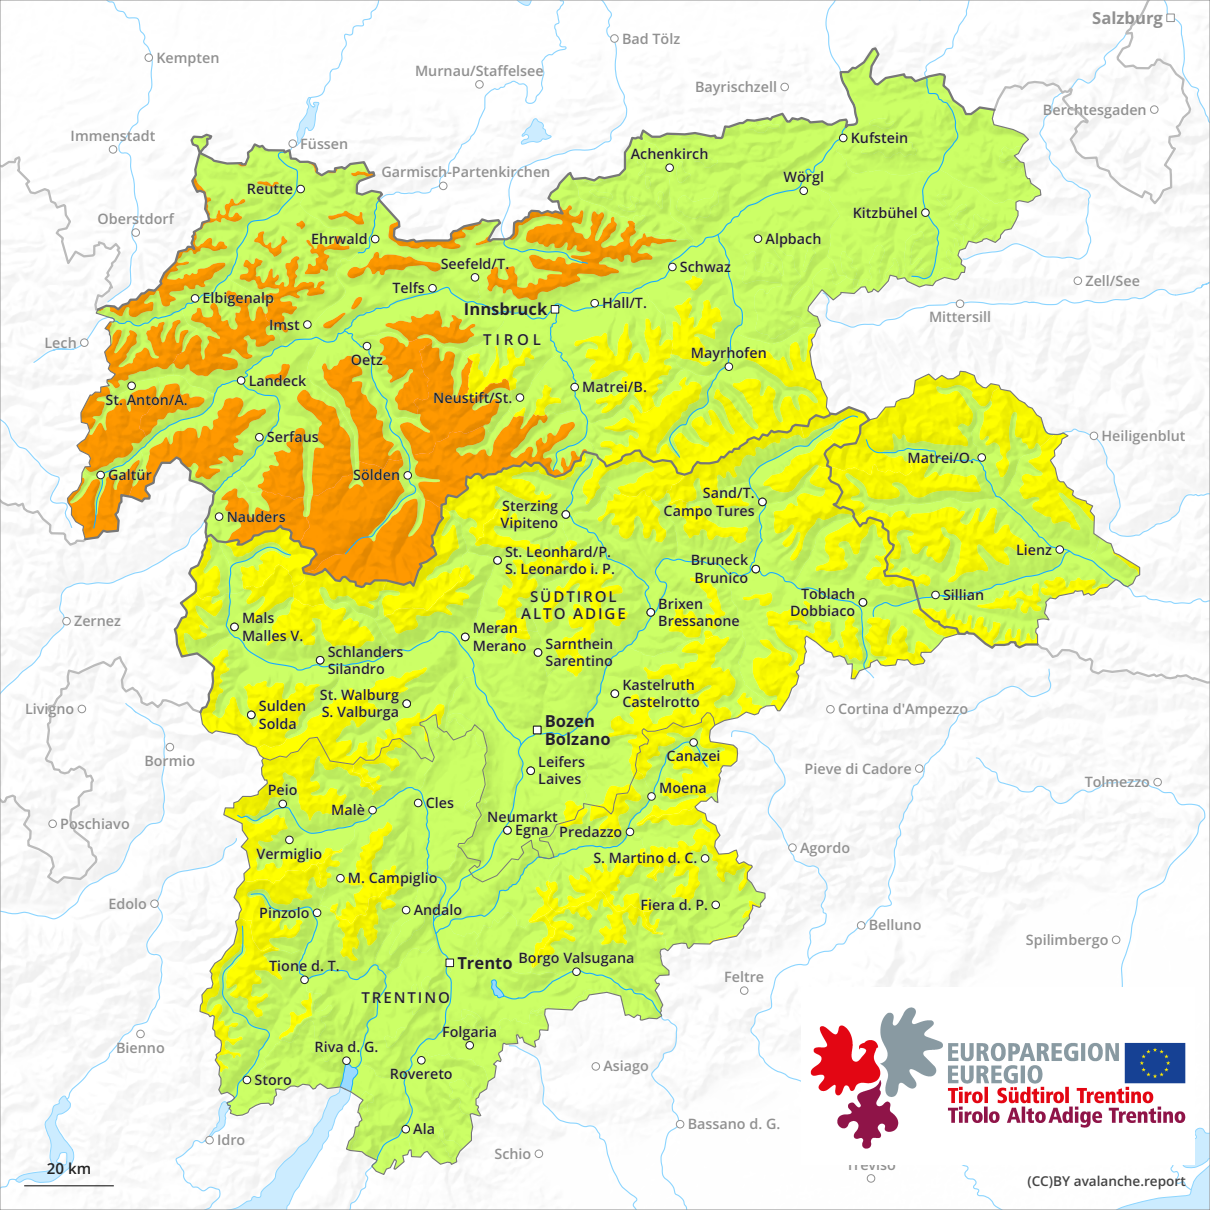 Salzburg
Bad Tölz
Kempten
Murnau/Staffelsee
Bayrischzell
Berchtesgaden
Immenstadt
Füssen
Kufstein
Achenkirch
Garmisch-Partenkirchen
Wörgl
Reutte
Oberstdorf
Kitzbühel
Ehrwald
Alpbach
Seefeld/T.
Schwaz
Zell/See
Telfs
Elbigenalp
Innsbruck
Hall/T.
Mittersill
Imst
TIROL
Lech
Oetz
Mayrhofen
Landeck
Matrei/B.
St. Anton/A.
Neustift/St.
Serfaus
Heiligenblut
Matrei/O.
Galtür
Sölden
Sand/T.
Campo Tures
Sterzing
Vipiteno
Nauders
Lienz
St. Leonhard/P.
S. Leonardo i. P.
Bruneck
Brunico
SÜDTIROL
ALTO ADIGE
Toblach
Dobbiaco
Sillian
Brixen
Bressanone
Zernez
Mals
Malles V.
Meran
Merano
Sarnthein
Sarentino
Schlanders
Silandro
Kastelruth
Castelrotto
St. Walburg
S. Valburga
Livigno
Sulden
Solda
Cortina d'Ampezzo
Bozen
Bolzano
Bormio
Canazei
Leifers
Laives
Pieve di Cadore
Tolmezzo
Peio
Moena
Malè
Cles
Neumarkt
Egna
Predazzo
Poschiavo
Vermiglio
S. Martino d. C.
Agordo
M. Campiglio
Edolo
Pinzolo
Andalo
Fiera d. P.
Belluno
Spilimbergo
Trento
Borgo Valsugana
Tione d. T.
Feltre
TRENTINO
Folgaria
Bienno
Riva d. G.
Asiago
Rovereto
Storo
EUROPAREGION
EUREGIO
Tirol Südtirol Trentino
Tirolo Alto Adige Trentino
Ala
Bassano d. G.
Idro
Schio
Treviso
20 km
(CC)BY avalanche.report